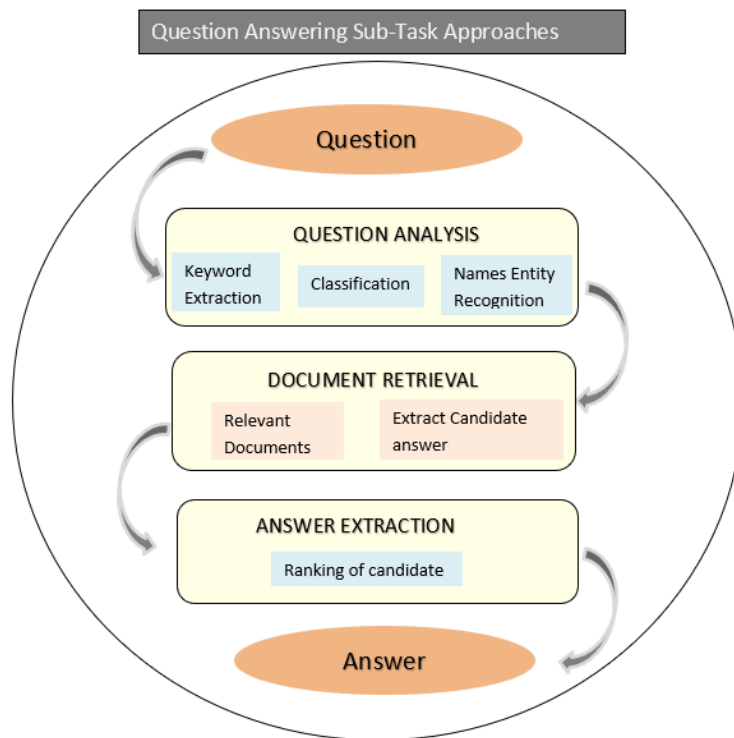 Question Answering Sub-Task Approaches
Question
QUESTION ANALYSIS
Keyword
Extraction
Classification
Names Entity
Recognition
DOCUMENT RETRIEVAL
Relevant
Documents
Extract Candidate
answer
ANSWER EXTRACTION
Ranking of candidate
Answer